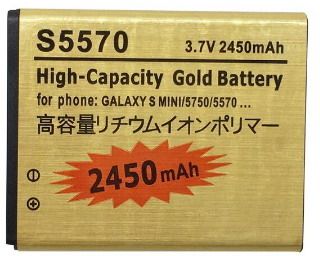 S5570
3.7V 2450mAh
High-Capacity Gold Battery
for phone: GALAXY S MINI/5750/5570 ...
高容量リチウムイオンポリマー
2450mAh
+
-